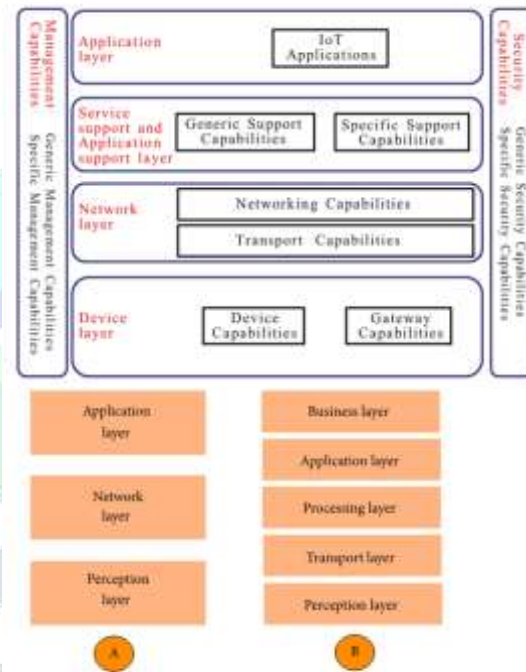 Management
Capabilities
Generic Management Capabilities
Specific Management Capabilities
Application
layer
IoT
Applications
Service
support and
Application
support layer
Generic Support
Capabilities
Specific Support
Capabilities
Network
layer
Networking Capabilities
Transport Capabilities
Device
layer
Device
Capabilities
Gateway
Capabilities
Security
Capabilities
Generic Security Capabilities
Specific Security Capabilities
Application
layer
Network
layer
Perception
layer
A
Business layer
Application layer
Processing layer
Transport layer
Perception layer
B